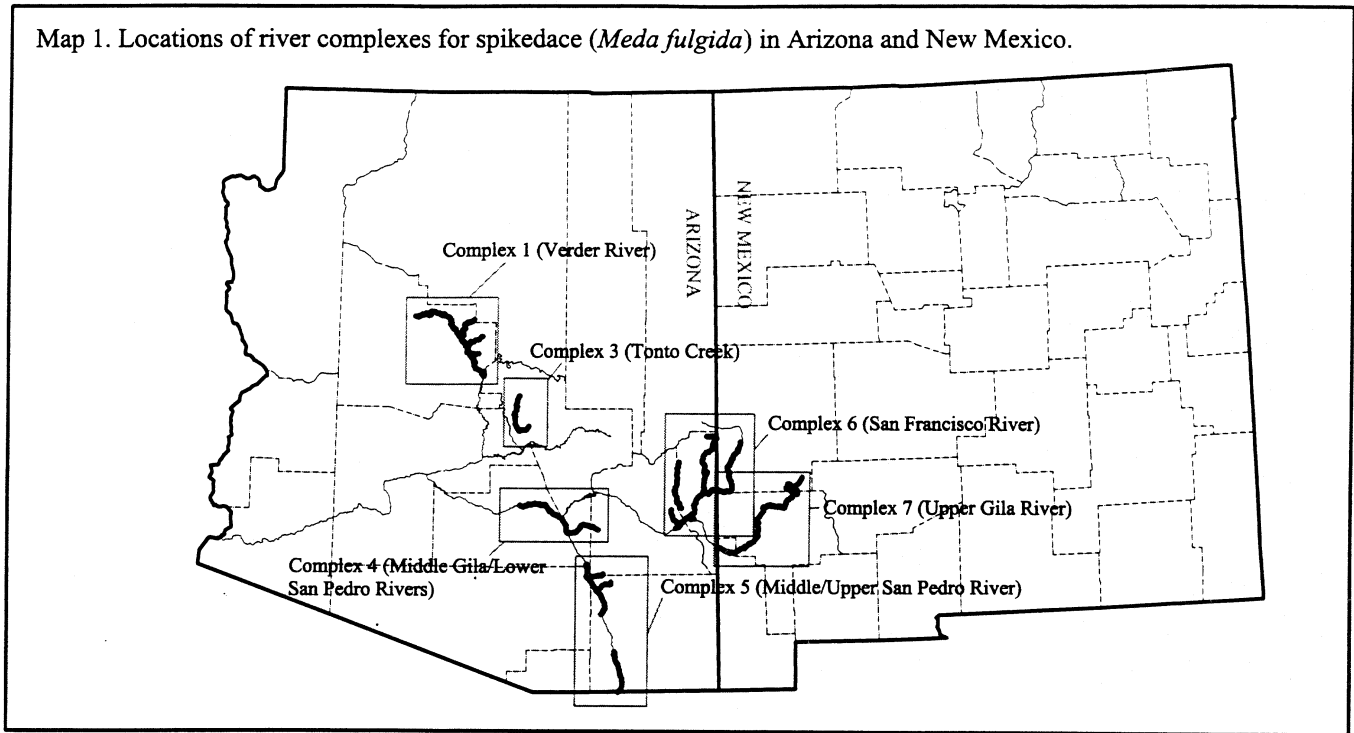 Map 1. Locations of river complexes for spikedace (Meda fulgida) in Arizona and New Mexico.
NEW MEXICO
ARIZONA
Complex 1 (Verder River)
Complex 3 (Tonto Creek)
Complex 6 (San Francisco River)
Complex 7 (Upper Gila River)
Complex 4 (Middle Gila/Lower
San Pedro Rivers)
Complex 5 (Middle/Upper San Pedro River)